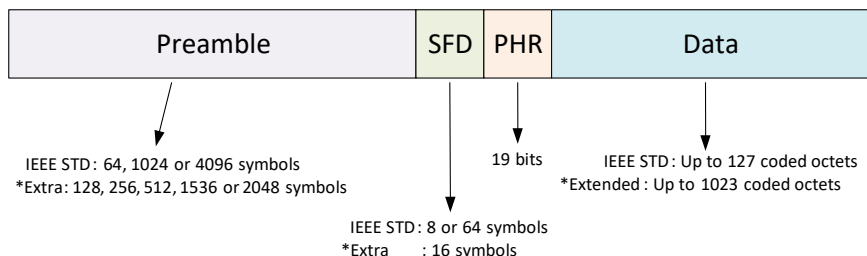 Preamble
SFD
PHR
Data
IEEE STD: 64, 1024 or 4096 symbols
*Extra: 128, 256, 512, 1536 or 2048 symbols
19 bits
IEEE STD: Up to 127 coded octets
*Extended: Up to 1023 coded octets
IEEE STD: 8 or 64 symbols
*Extra : 16 symbols